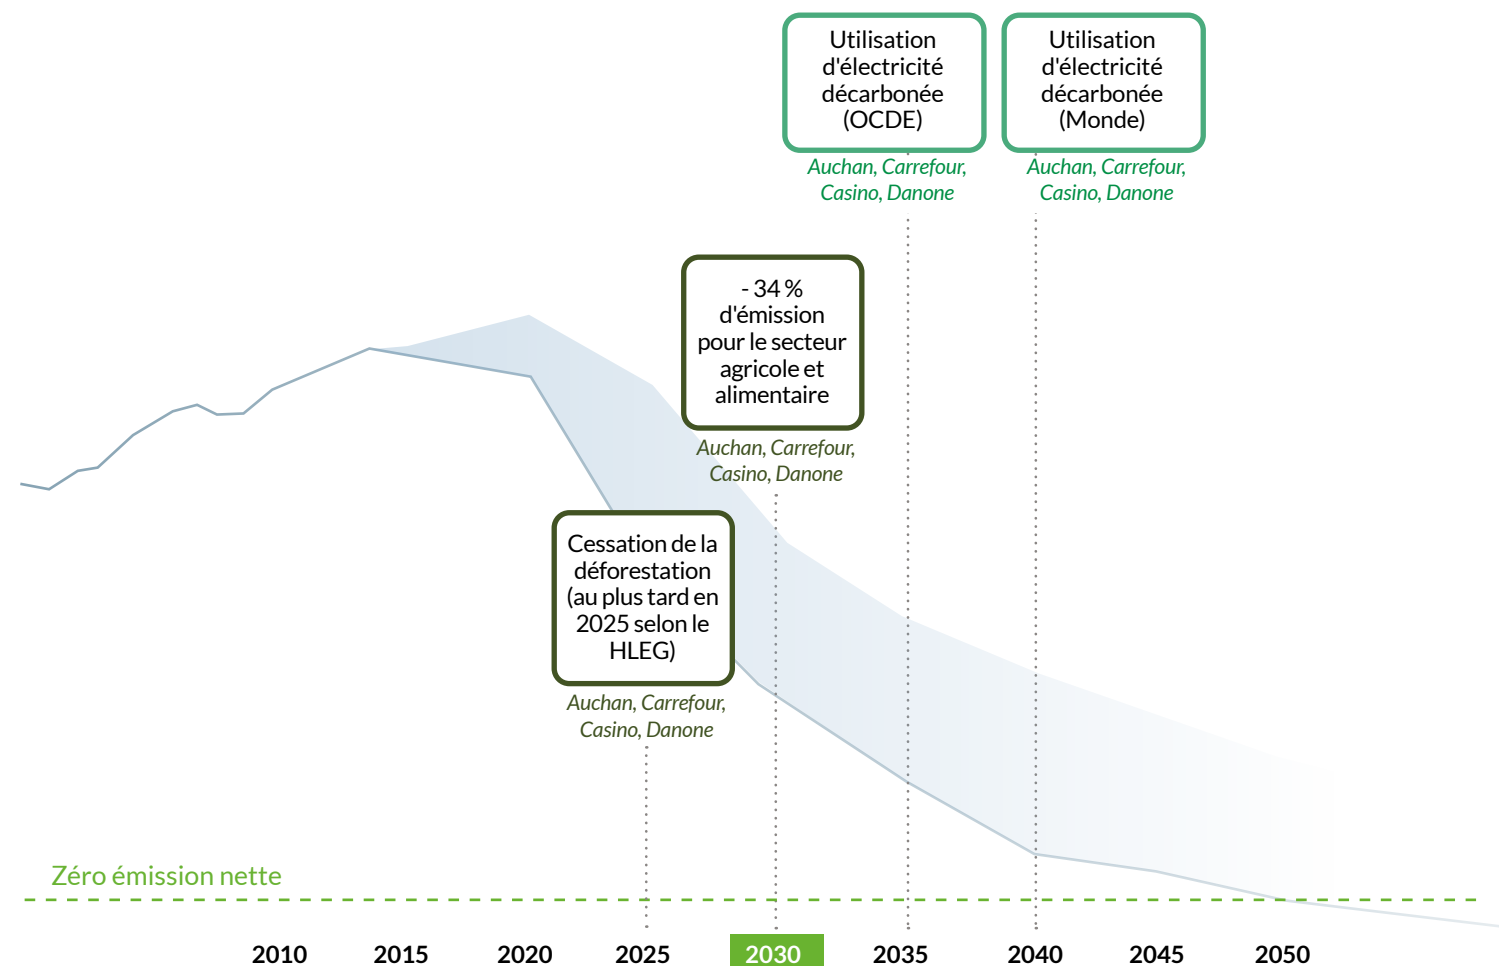 Utilisation
d'électricité
décarbonée
(OCDE)
Auchan, Carrefour,
Casino, Danone
Utilisation
d'électricité
décarbonée
(Monde)
Auchan, Carrefour,
Casino, Danone
- 34 %
d'émission
pour le secteur
agricole et
alimentaire
Auchan, Carrefour,
Casino, Danone
Cessation de la
déforestation
(au plus tard en
2025 selon le
HLEG)
Auchan, Carrefour,
Casino, Danone
Zéro émission nette
2010 2015 2020 2025 2030 2035 2040 2045 2050